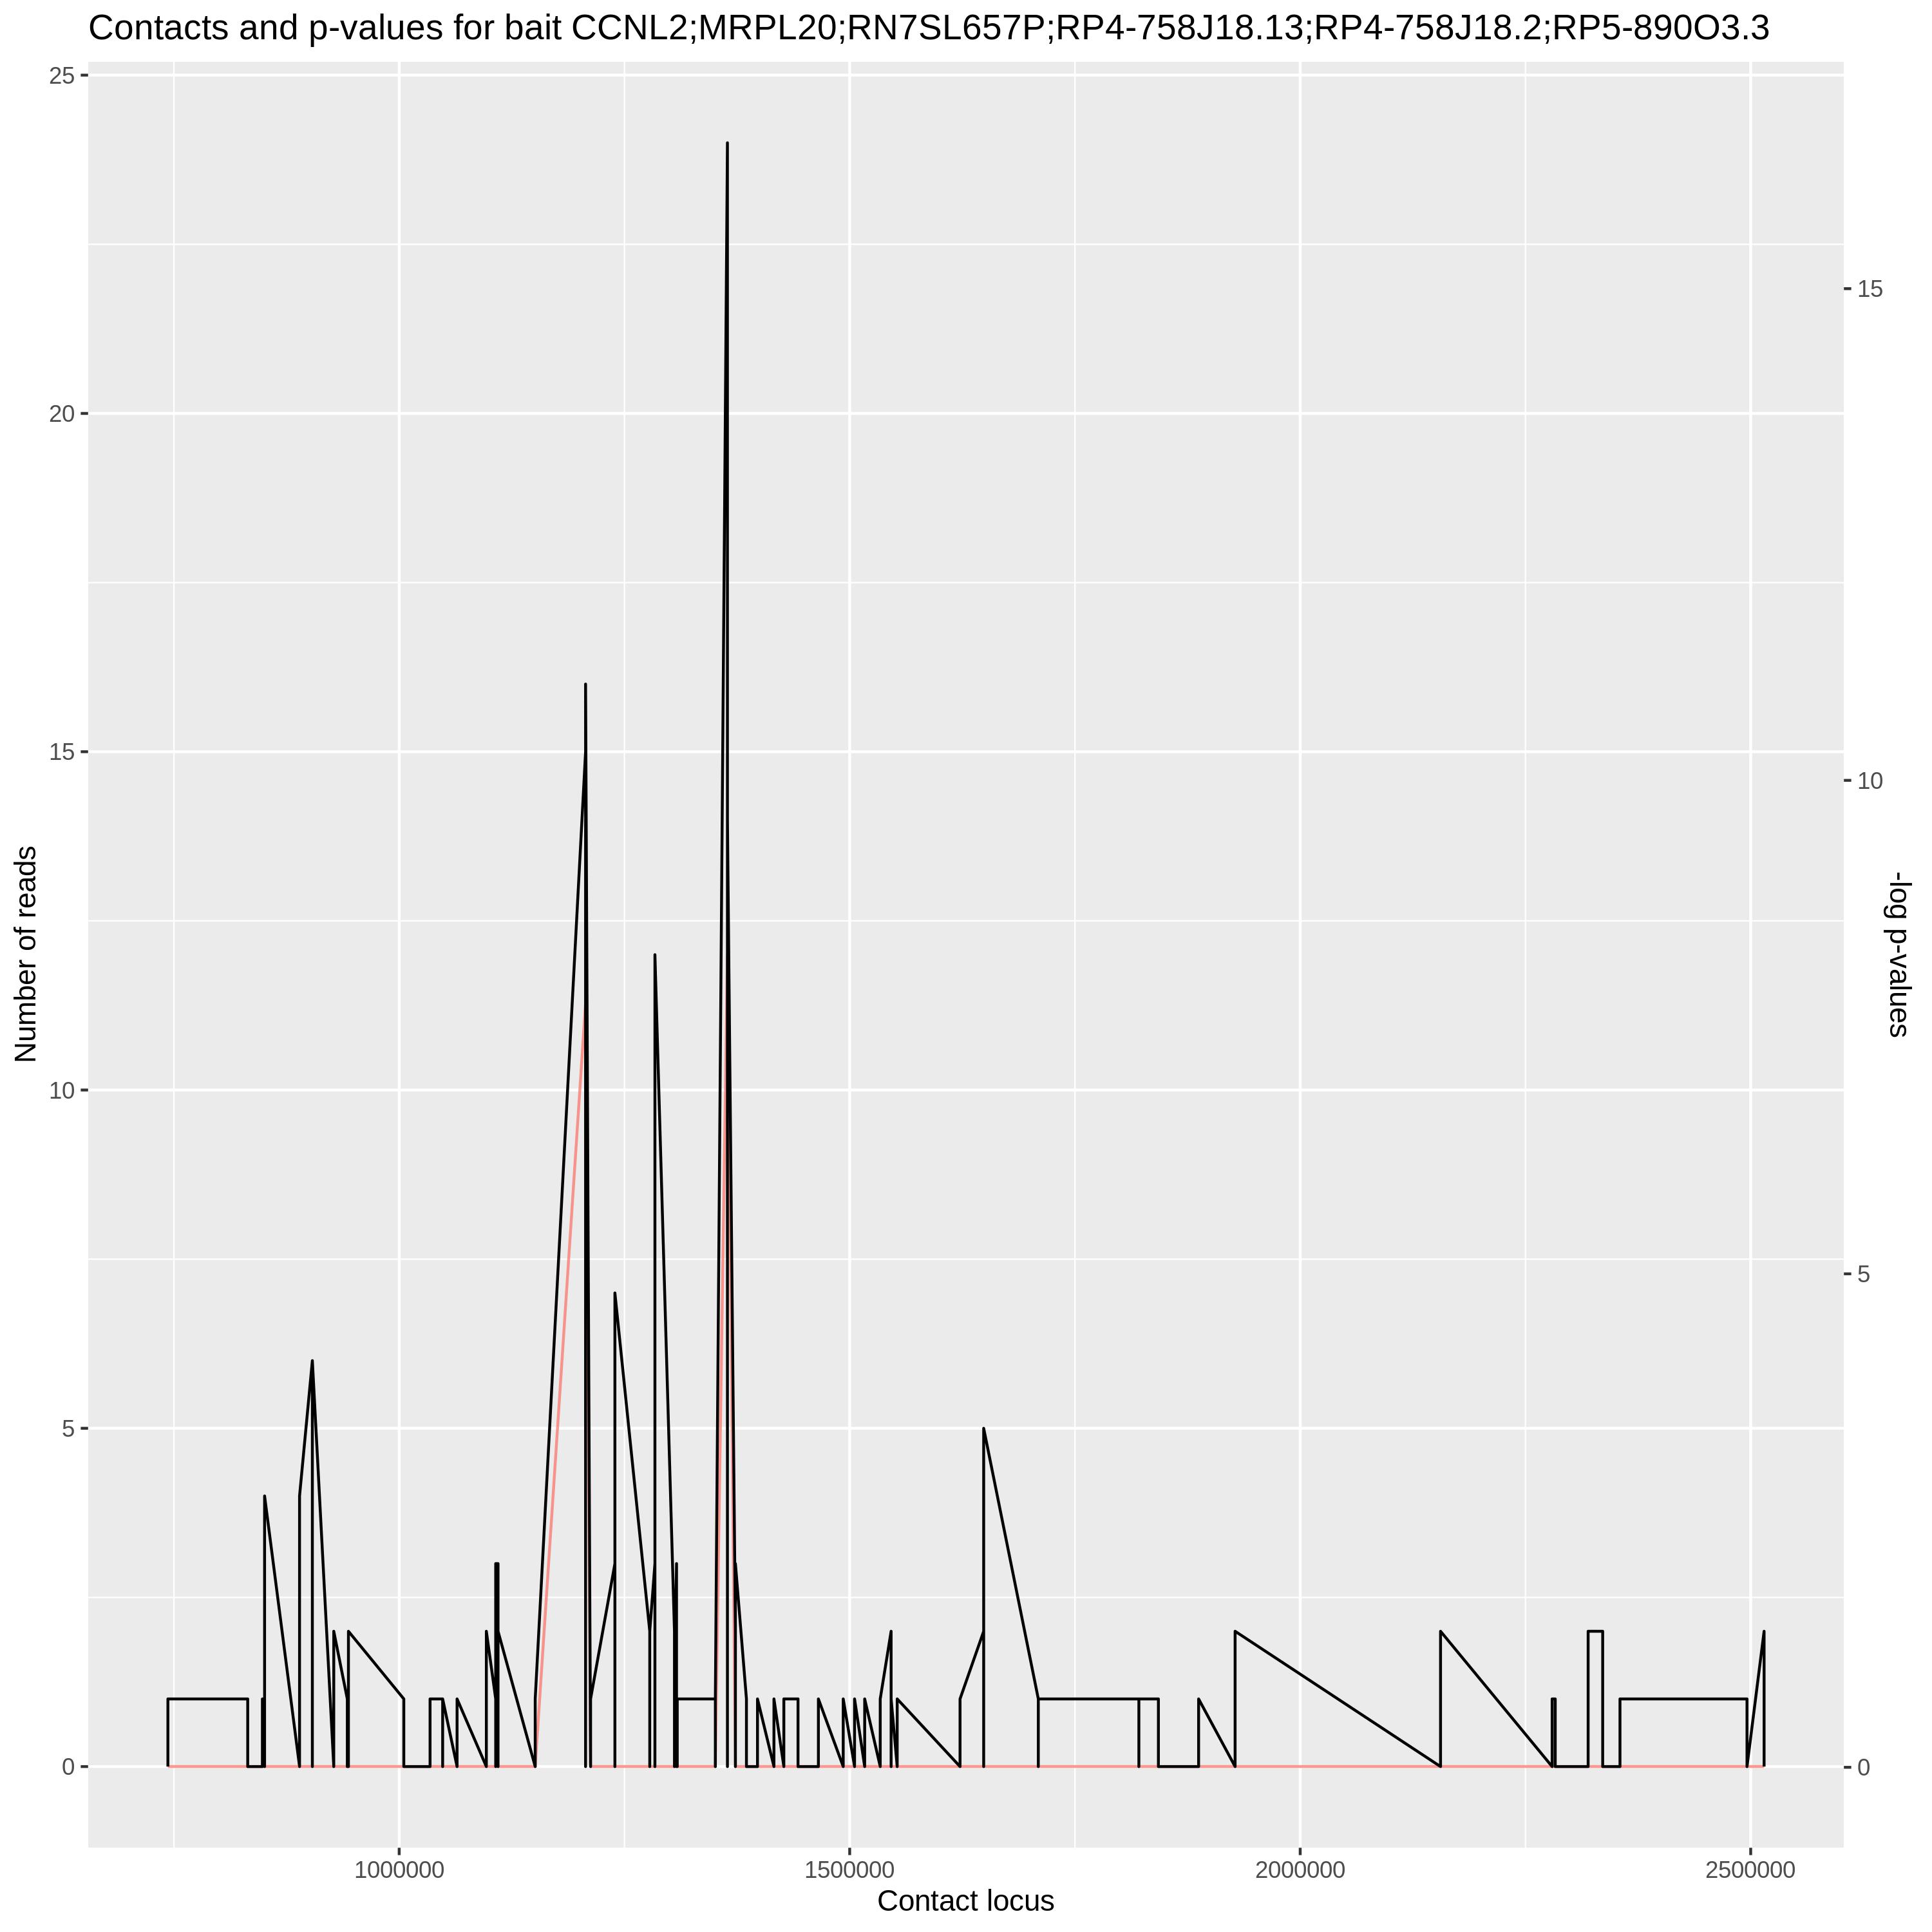 Contacts and p-values for bait CCNL2;MRPL20;RN7SL657P;RP4-758J18.13;RP4-758J18.2;RP5-890O3.3
25
20
15
10
5
0
Number of reads
15
10
5
0
-log p-values
1000000 1500000 2000000 2500000
Contact locus